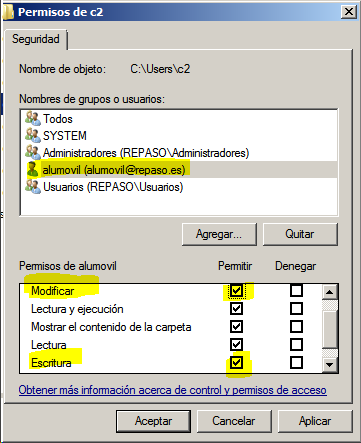 Permisos de c2
Seguridad
Nombre de objeto: C:\Users\c2
Nombres de grupos o usuarios:
Todos
SYSTEM
Administradores (REPASO\Administradores)
alumovil (alumovil@repaso.es)
Usuarios (REPASO\Usuarios)
Agregar... Quitar
Permisos de alumovil Permitir Denegar
Modificar
Lectura y ejecución
Mostrar el contenido de la carpeta
Lectura
Escritura
Obtener más información acerca de control y permisos de acceso
Aceptar Cancelar Aplicar